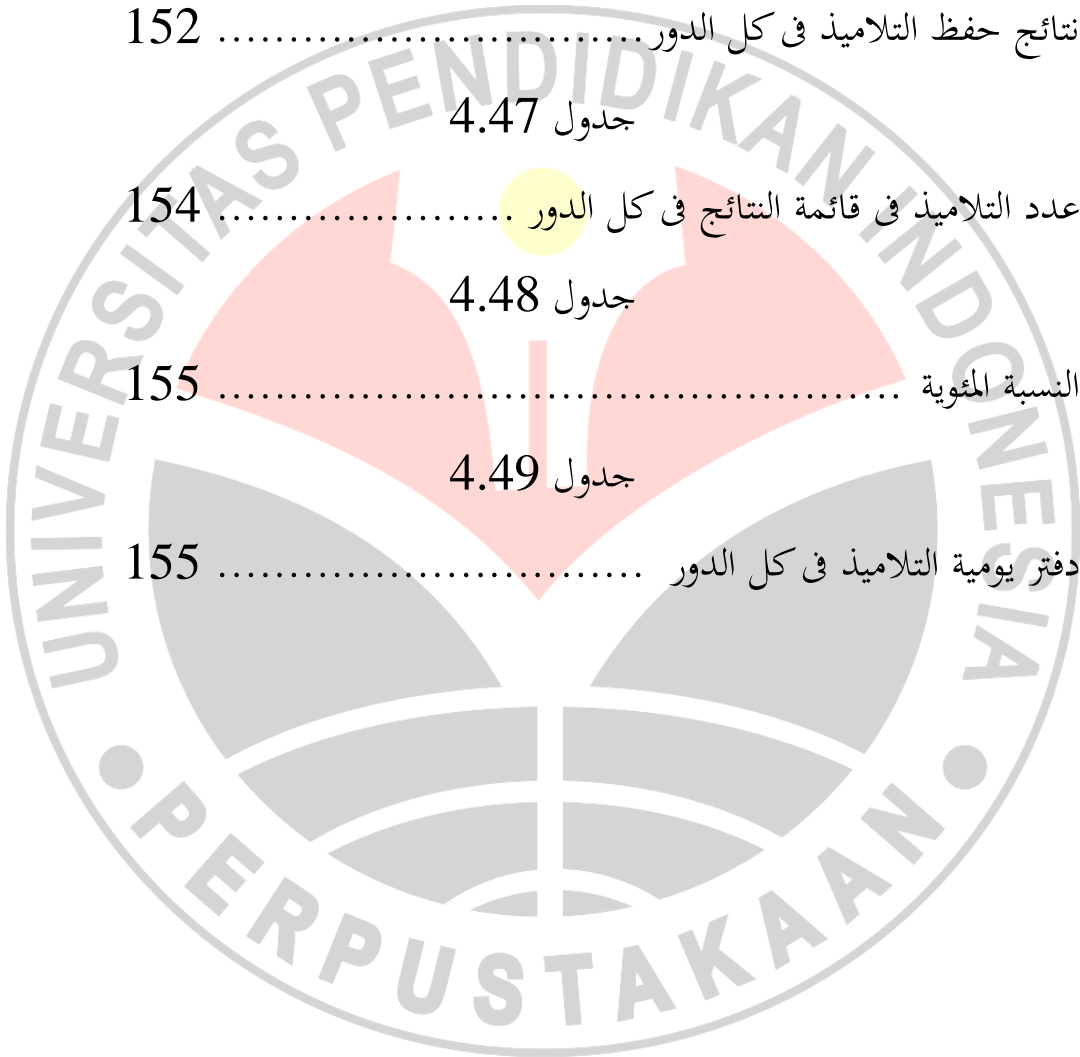 نتائج حفظ التلاميذ فى كل الدور................................ 152
جدول 4.47
عدد التلاميذ فى قائمة النتائج فى كل الدور ..................... 154
جدول 4.48
النسبة المئوية ................................................ 155
جدول 4.49
دفتر يومية التلاميذ فى كل الدور .............................. 155
UNIVERSITAS PENDIDIKAN INDONESIA
PERPUSTAKAAN